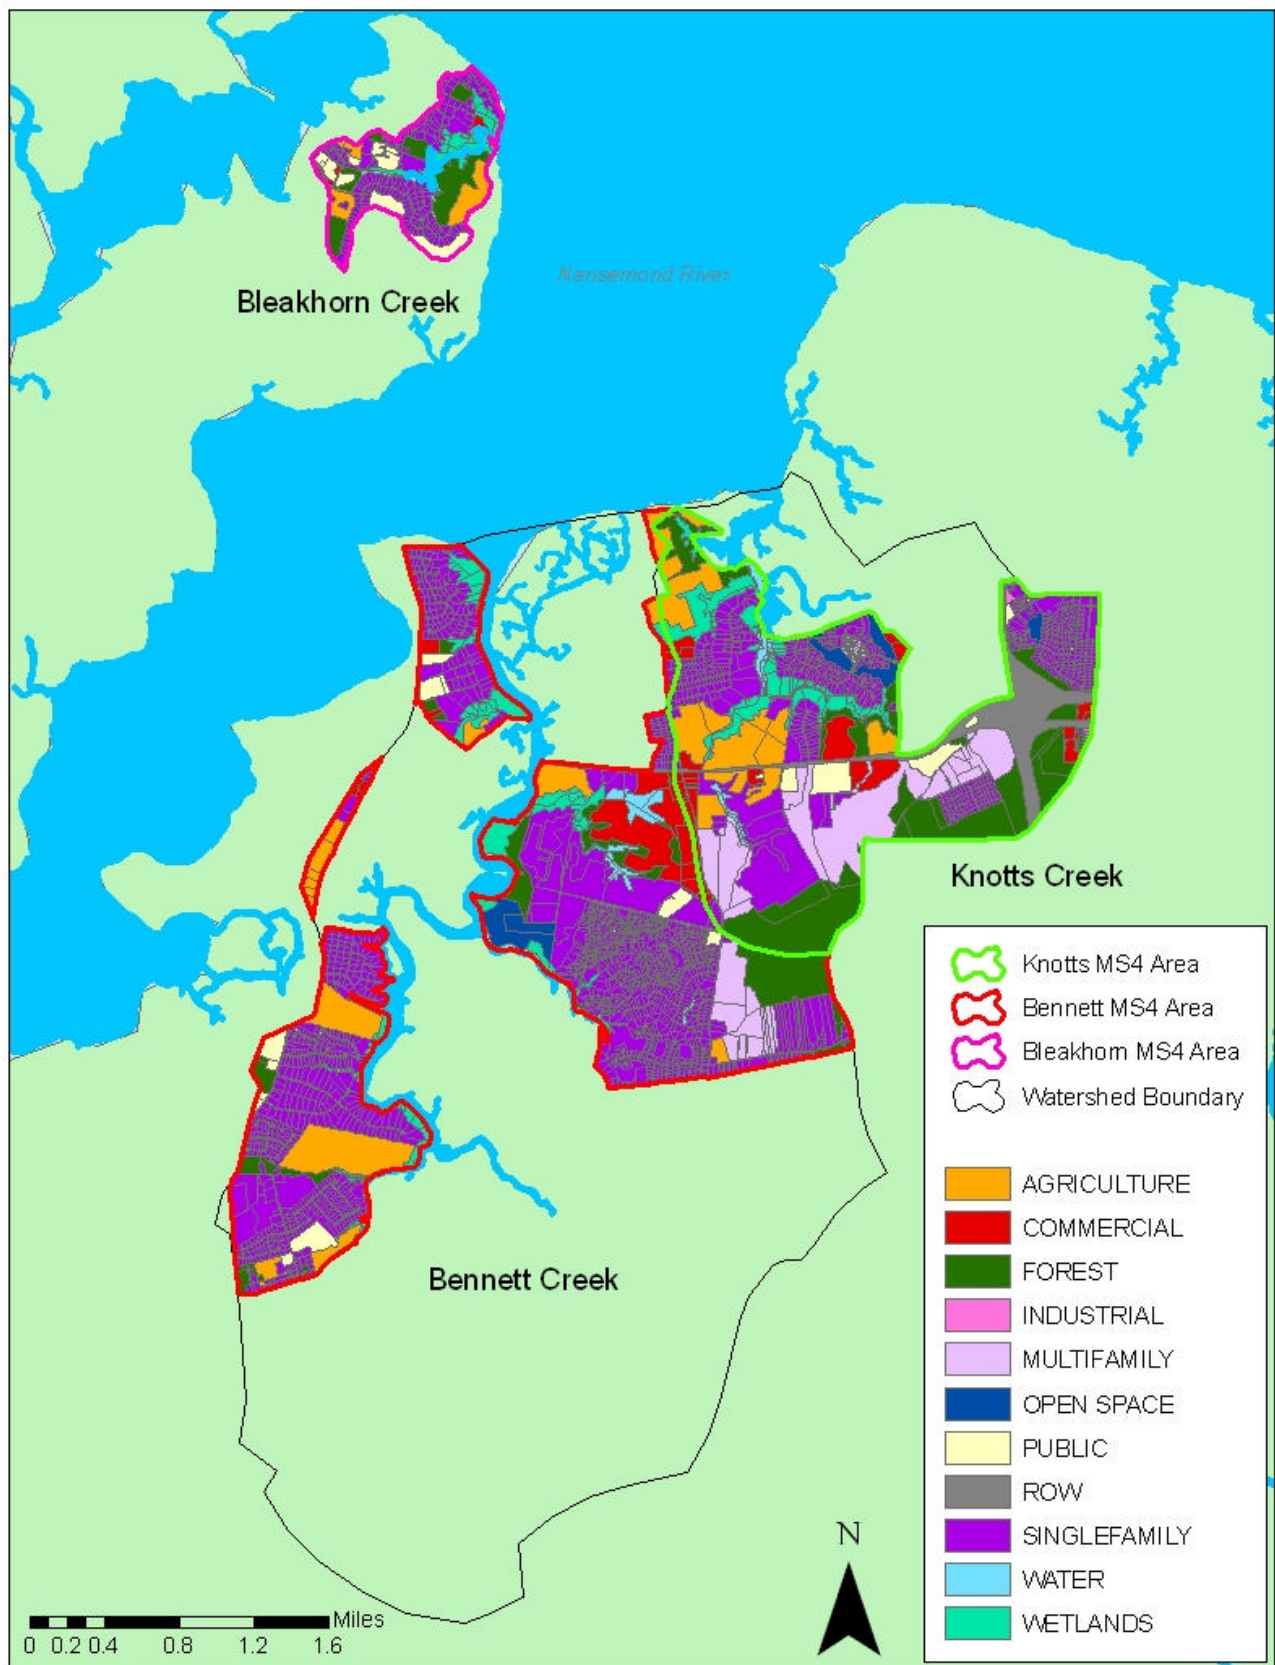 Nansemond River
Bleakhorn Creek
Knotts Creek
Bennett Creek
Knotts MS4 Area
Bennett MS4 Area
Bleakhorn MS4 Area
Watershed Boundary
AGRICULTURE
COMMERCIAL
FOREST
INDUSTRIAL
MULTIFAMILY
OPEN SPACE
PUBLIC
ROW
SINGLEFAMILY
WATER
WETLANDS
N
Miles
0 0.2 0.4 0.8 1.2 1.6